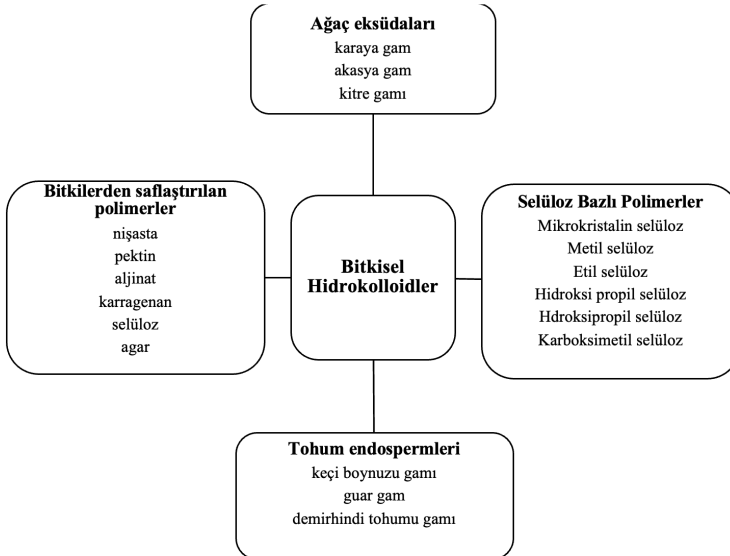 Ağaç eksüdaları
karaya gam
akasya gam
kitre gamı
Bitkilerden saflaştırılan
polimerler
nişasta
pektin
aljinat
karragenan
selüloz
agar
Bitkisel
Hidrokolloidler
Selüloz Bazlı Polimerler
Mikrokristalin selüloz
Metil selüloz
Etil selüloz
Hidroksi propil selüloz
Hdroksipropil selüloz
Karboksimetil selüloz
Tohum endospermleri
keçi boynuzu gamı
guar gam
demirhindi tohumu gamı